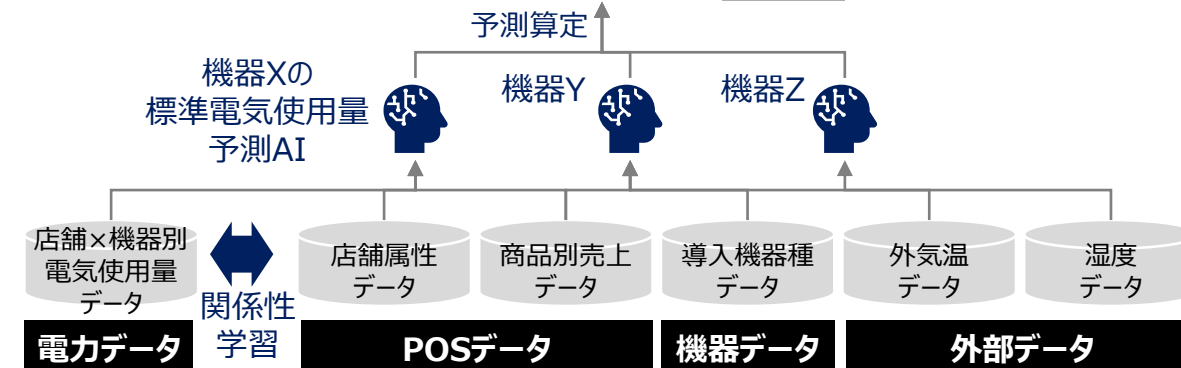 予測算定
機器Xの
標準電気使用量
予測AI
機器Y
機器Z
店舗×機器別
電気使用量
データ
関係性
学習
店舗属性
データ
商品別売上
データ
導入機器種
データ
外気温
データ
湿度
データ
電力データ
POSデータ
機器データ
外部データ